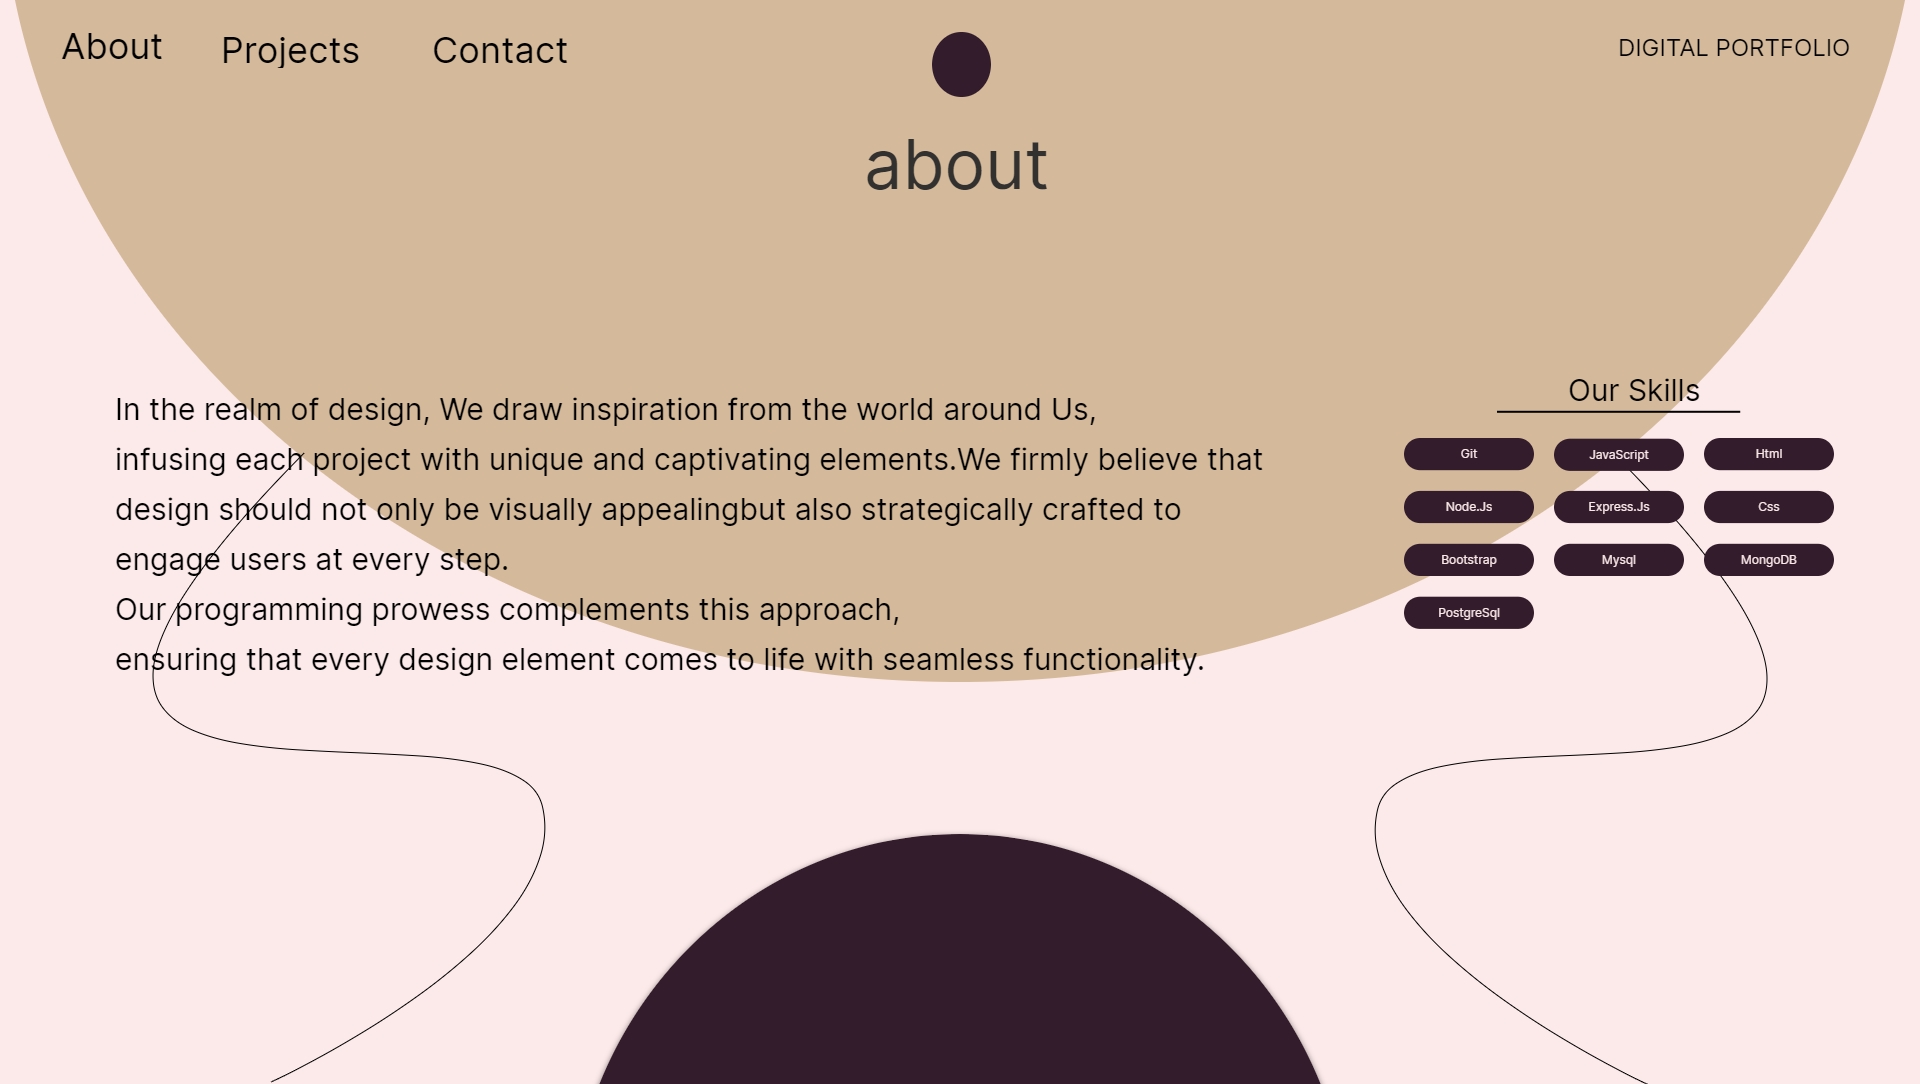 About Projects Contact DIGITAL PORTFOLIO
about
In the realm of design, We draw inspiration from the world around Us,
infusing each project with unique and captivating elements.We firmly believe that
design should not only be visually appealingbut also strategically crafted to
engage users at every step.
Our programming prowess complements this approach,
ensuring that every design element comes to life with seamless functionality.
Our Skills
Git JavaScript Html
Node.Js Express.Js Css
Bootstrap Mysql MongoDB
PostgreSql